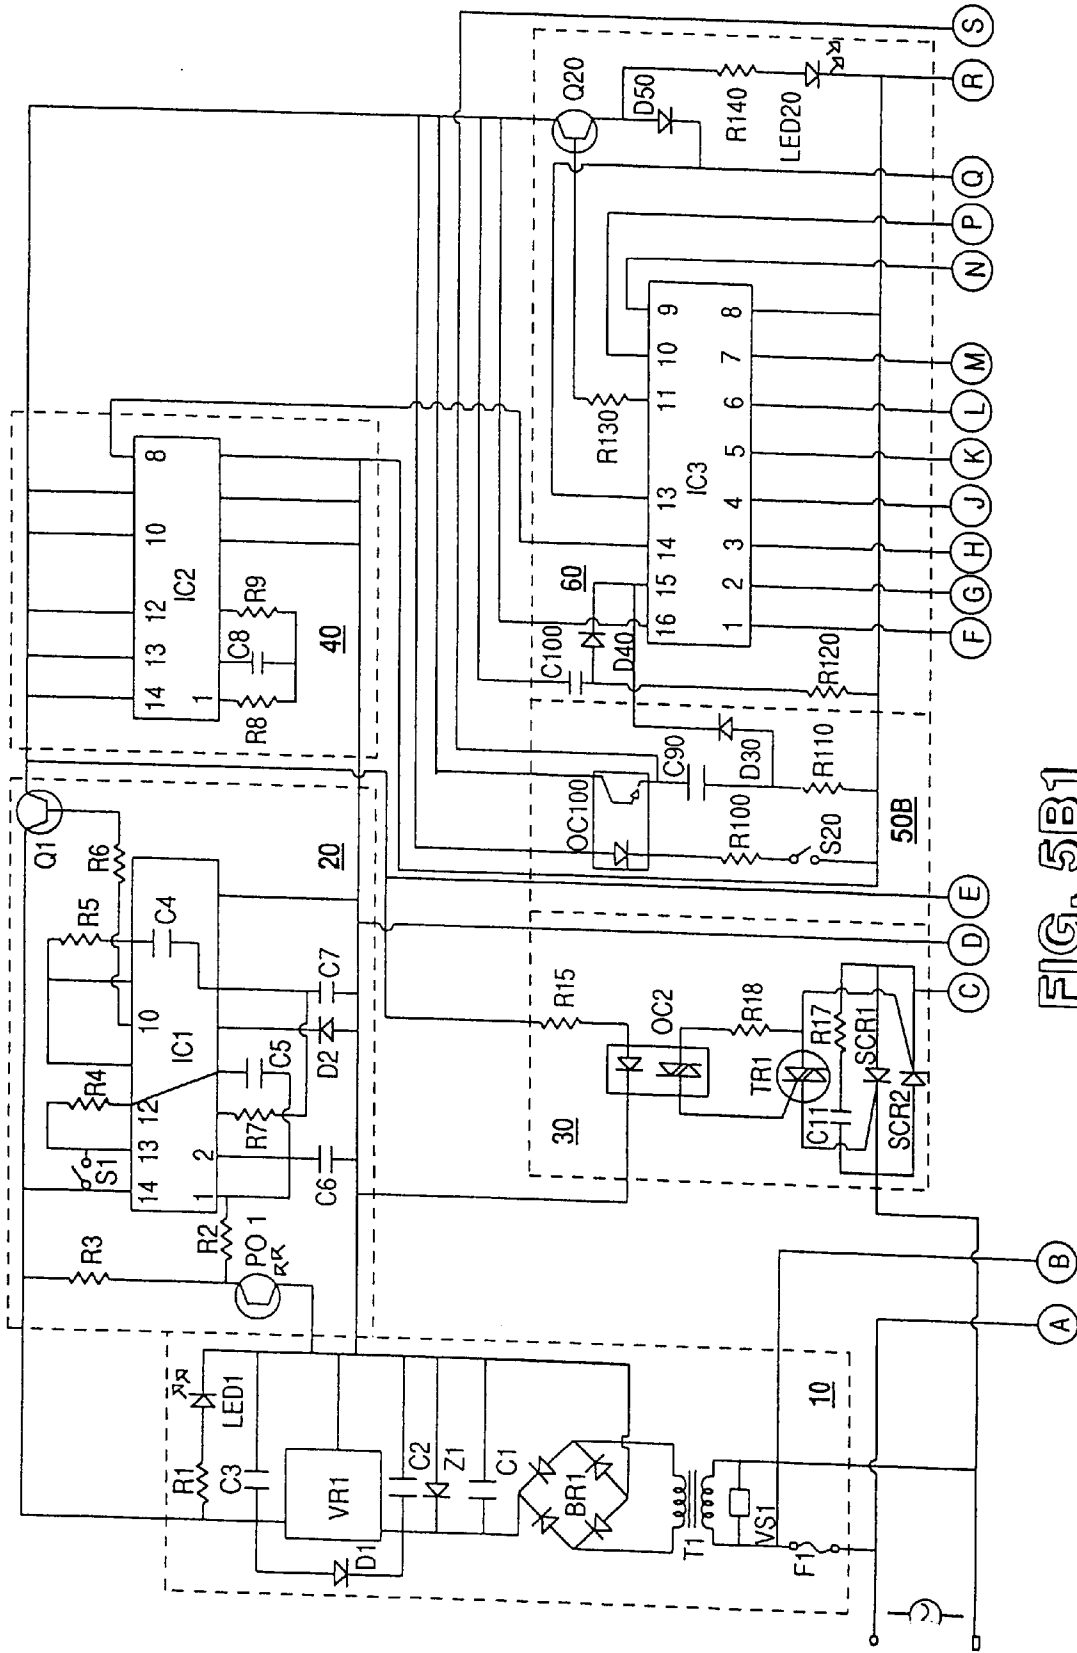 S
R
Q
P
N
M
L
K
J
H
G
F
E
D
C
B
A
Q20
D50
R140
LED20
9
10
11
13
14
15
16
IC3
8
7
6
5
4
3
2
1
R130
60
C100
D40
R120
8
10
12
13
14
IC2
1
R9
C8
R8
40
OC100
C90
D30
R110
R100
S20
50B
Q1
R6
R5
C4
20
10
IC1
R4
12
13
14
S1
2
1
C7
D2
C5
R7
C6
R3
R2
PO1
R15
OC2
R18
TR1
R17
SCR1
C11
SCR2
30
LED1
R1
C3
VR1
D1
C2
Z1
C1
BR1
T1
VS1
F1
10
FIG. 5B1